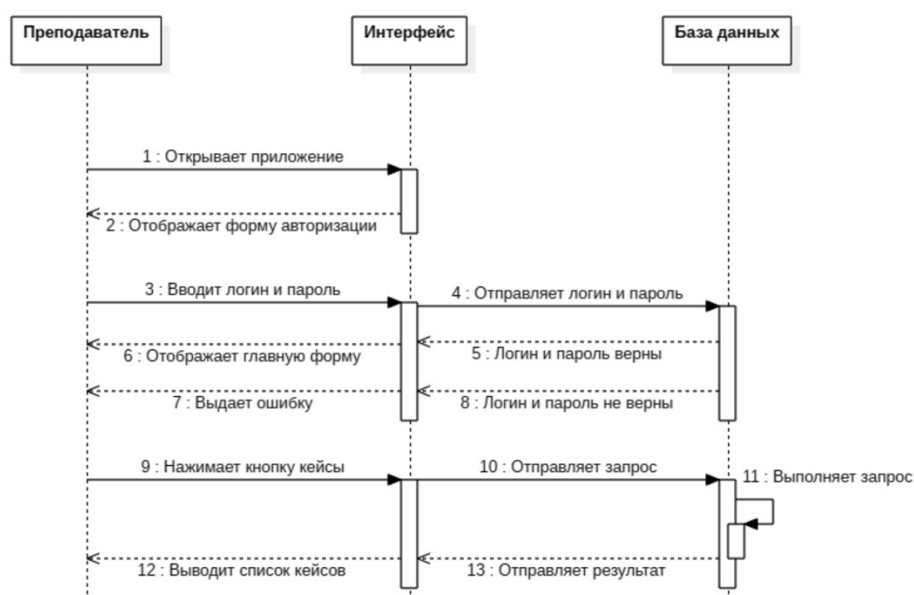 Преподаватель
Интерфейс
База данных
1 : Открывает приложение
2 : Отображает форму авторизации
3 : Вводит логин и пароль
4 : Отправляет логин и пароль
5 : Логин и пароль верны
6 : Отображает главную форму
7 : Выдает ошибку
8 : Логин и пароль не верны
9 : Нажимает кнопку кейсы
10 : Отправляет запрос
11 : Выполняет запрос
12 : Выводит список кейсов
13 : Отправляет результат